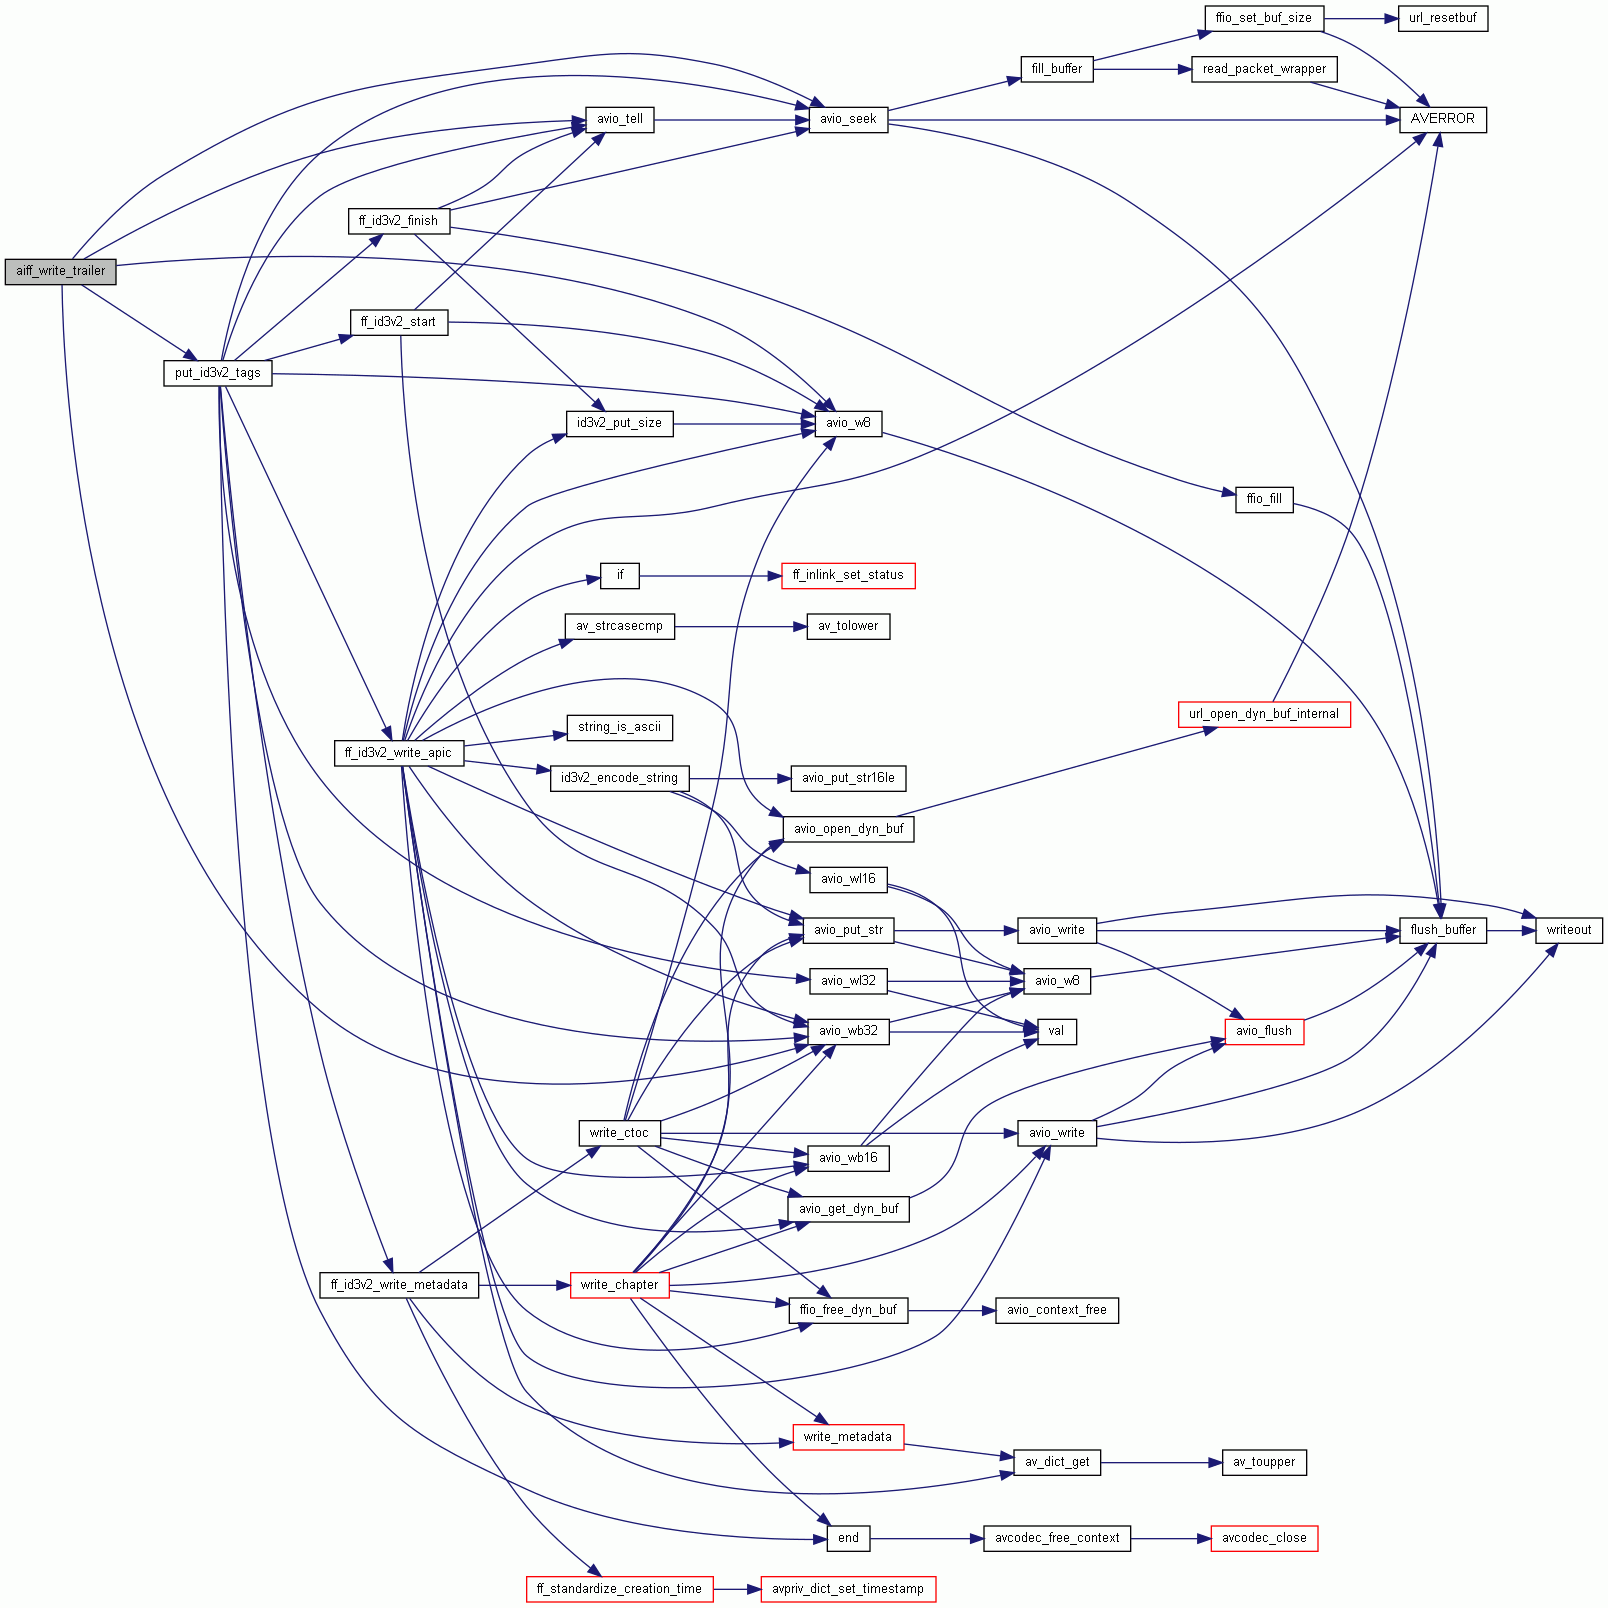 ffio_set_buf_size
url_resetbuf
fill_buffer
read_packet_wrapper
avio_tell
avio_seek
AVERROR
ff_id3v2_finish
aiff_write_trailer
ff_id3v2_start
put_id3v2_tags
id3v2_put_size
avio_w8
ffio_fill
if
ff_inlink_set_status
av_strcasecmp
av_tolower
url_open_dyn_buf_internal
string_is_ascii
ff_id3v2_write_apic
id3v2_encode_string
avio_put_str16le
avio_open_dyn_buf
avio_wl16
avio_put_str
avio_write
flush_buffer
writeout
avio_wl32
avio_w8
avio_wb32
val
avio_flush
write_ctoc
avio_write
avio_wb16
avio_get_dyn_buf
ff_id3v2_write_metadata
write_chapter
ffio_free_dyn_buf
avio_context_free
write_metadata
av_dict_get
av_toupper
end
avcodec_free_context
avcodec_close
ff_standardize_creation_time
avpriv_dict_set_timestamp